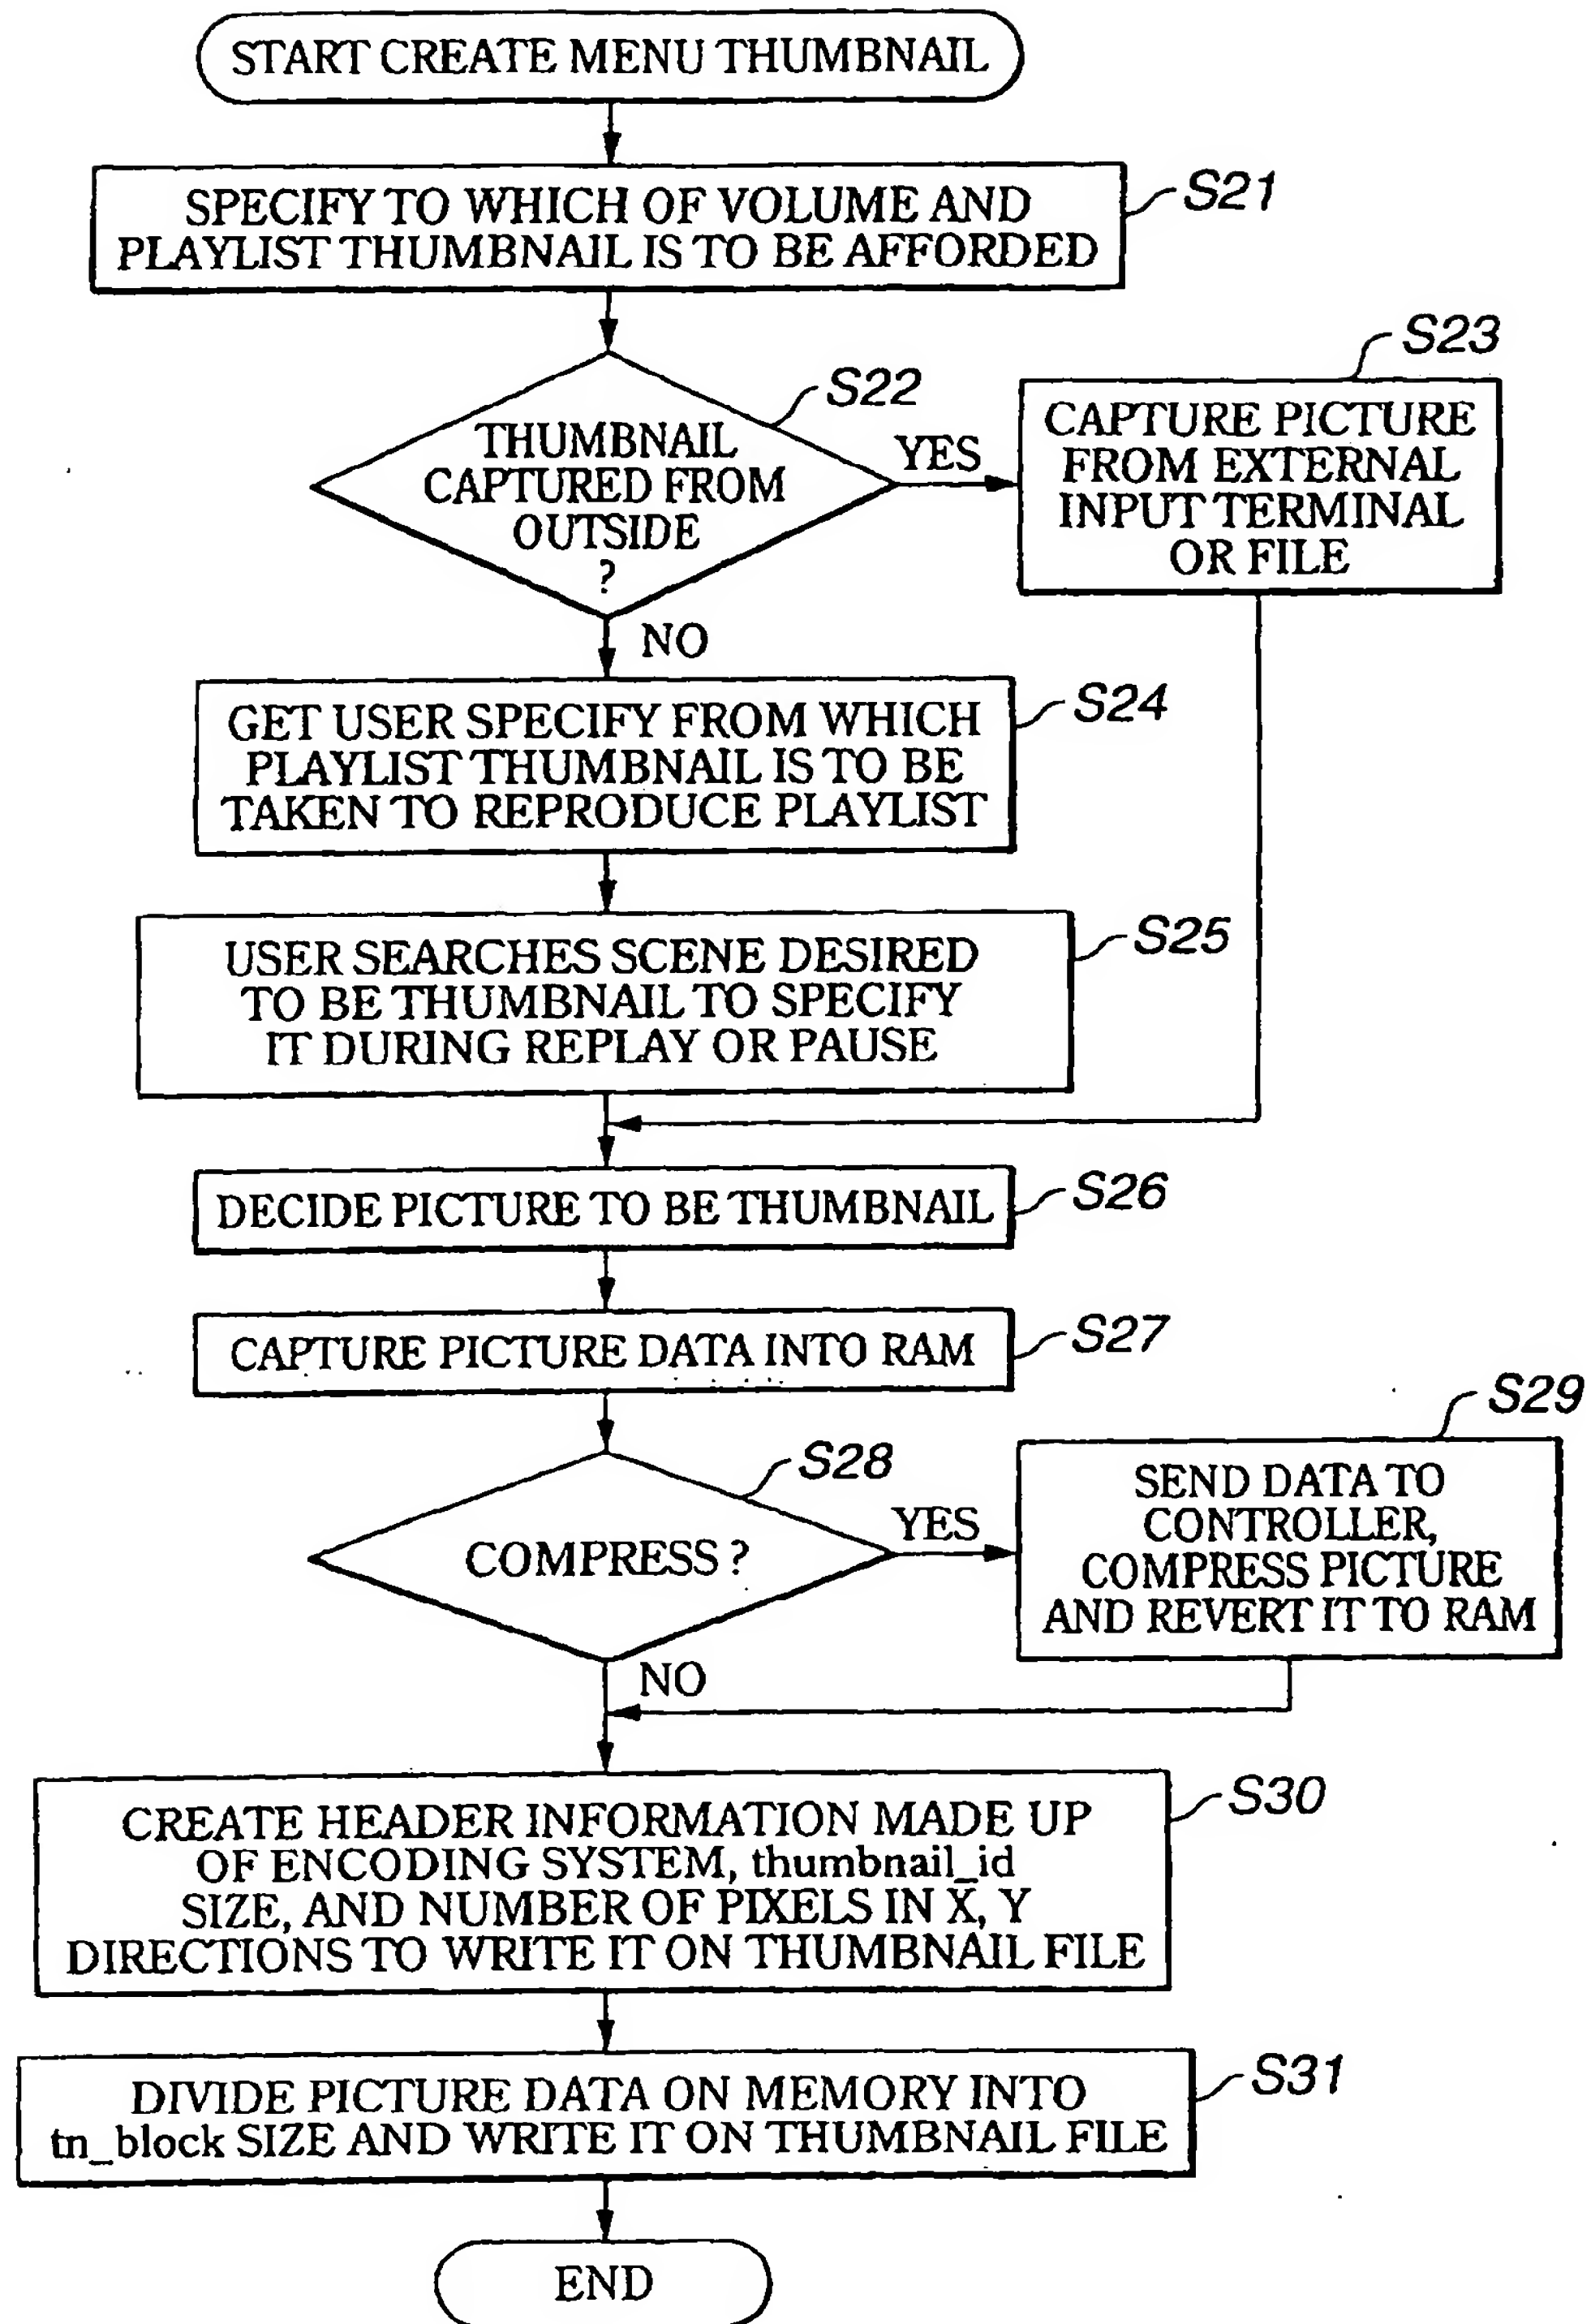 START CREATE MENU THUMBNAIL
SPECIFY TO WHICH OF VOLUME AND
PLAYLIST THUMBNAIL IS TO BE AFFORDED
S21
THUMBNAIL
CAPTURED FROM
OUTSIDE
?
S22
YES
S23
CAPTURE PICTURE
FROM EXTERNAL
INPUT TERMINAL
OR FILE
NO
GET USER SPECIFY FROM WHICH
PLAYLIST THUMBNAIL IS TO BE
TAKEN TO REPRODUCE PLAYLIST
S24
USER SEARCHES SCENE DESIRED
TO BE THUMBNAIL TO SPECIFY
IT DURING REPLAY OR PAUSE
S25
DECIDE PICTURE TO BE THUMBNAIL
S26
CAPTURE PICTURE DATA INTO RAM
S27
COMPRESS ?
S28
YES
S29
SEND DATA TO
CONTROLLER,
COMPRESS PICTURE
AND REVERT IT TO RAM
NO
CREATE HEADER INFORMATION MADE UP
OF ENCODING SYSTEM, thumbnail_id
SIZE, AND NUMBER OF PIXELS IN X, Y
DIRECTIONS TO WRITE IT ON THUMBNAIL FILE
S30
DIVIDE PICTURE DATA ON MEMORY INTO
tn_block SIZE AND WRITE IT ON THUMBNAIL FILE
S31
END